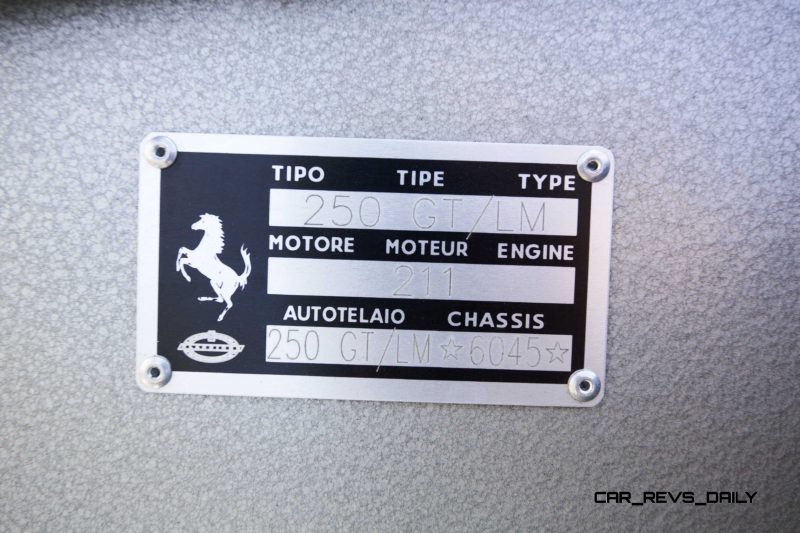 TIPO TIPE TYPE
250 GT/LM
MOTORE MOTEUR ENGINE
211
AUTOTELAIO CHASSIS
250 GT/LM☆6045☆
CAR_REVS_DAILY